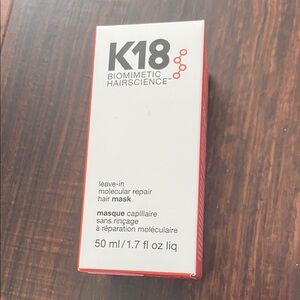 K18
BIOMIMETIC
HAIRSCIENCE™
leave-in
molecular repair
hair mask
masque capillaire
sans rinçage
à réparation moléculaire
50 ml/1.7 fl oz liq